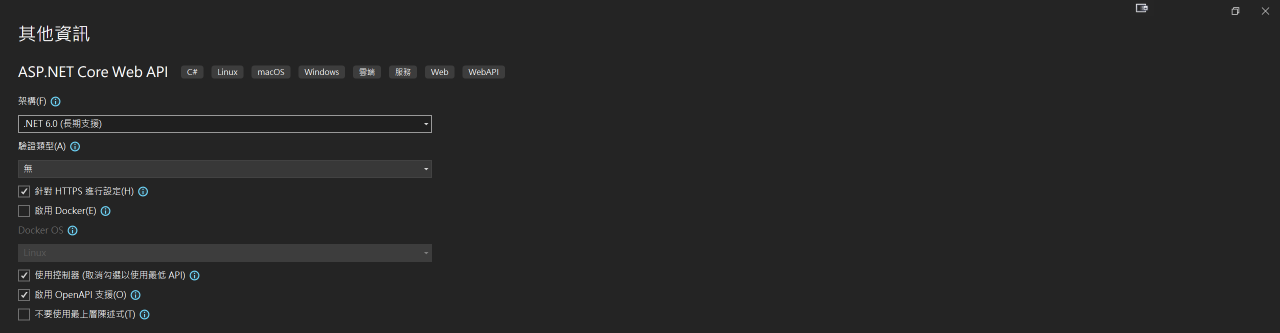 其他資訊
ASP.NET Core Web API C# Linux macOS Windows 雲端 服務 Web WebAPI
架構(F)
.NET 6.0 (長期支援)
驗證類型(A)
無
針對 HTTPS 進行設定(H)
啟用 Docker(E)
Docker OS
Linux
使用控制器 (取消勾選以使用最低 API)
啟用 OpenAPI 支援(O)
不要使用最上層陳述式(T)